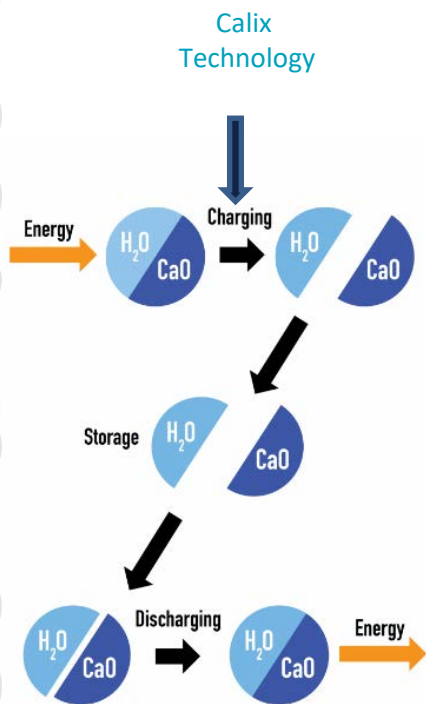 Calix
Technology
Energy
H₂O
CaO
Charging
H₂O
CaO
Storage
H₂O
CaO
H₂O
CaO
Discharging
H₂O
CaO
Energy